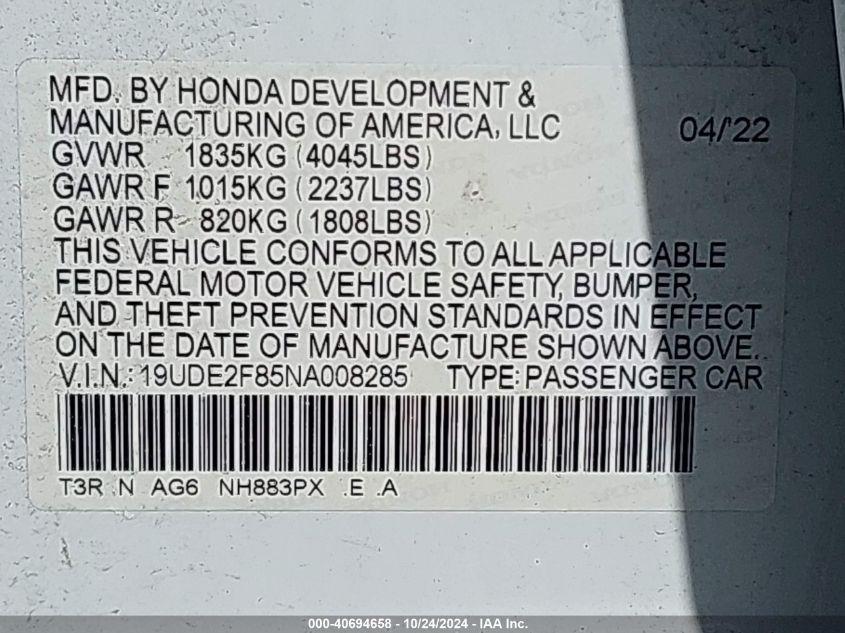 MFD. BY HONDA DEVELOPMENT &
MANUFACTURING OF AMERICA, LLC 04/'22
GVWR 1835KG (4045LBS)
GAWR F 1015KG (2237LBS)
GAWR R 820KG (1808LBS)
THIS VEHICLE CONFORMS TO ALL APPLICABLE
FEDERAL MOTOR VEHICLE SAFETY, BUMPER,
AND THEFT PREVENTION STANDARDS IN EFFECT
ON THE DATE OF MANUFACTURE SHOWN ABOVE.
V.I.N.: 19UDE2F85NA008285 TYPE: PASSENGER CAR
T3R N AG6 NH883PX .E .A
000-40694658 - 10/24/2024 - IAA Inc.